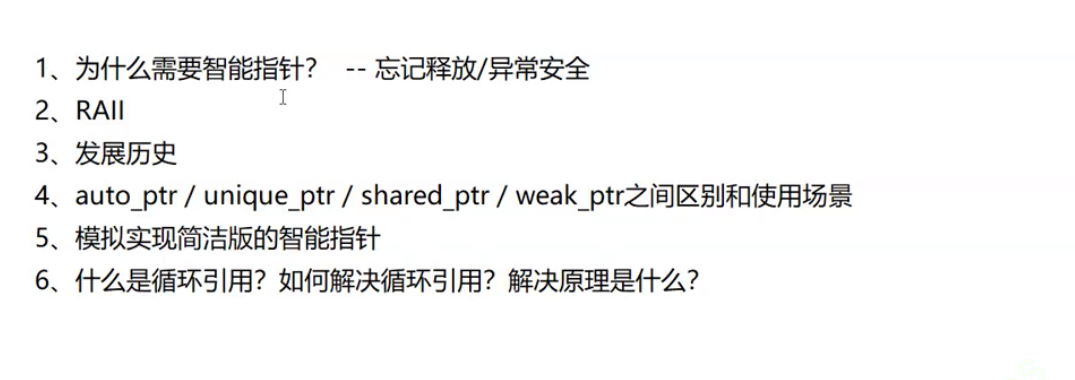 1、为什么需要智能指针？ -- 忘记释放/异常安全
2、RAII
3、发展历史
4、auto_ptr / unique_ptr / shared_ptr / weak_ptr之间区别和使用场景
5、模拟实现简洁版的智能指针
6、什么是循环引用？如何解决循环引用？解决原理是什么？